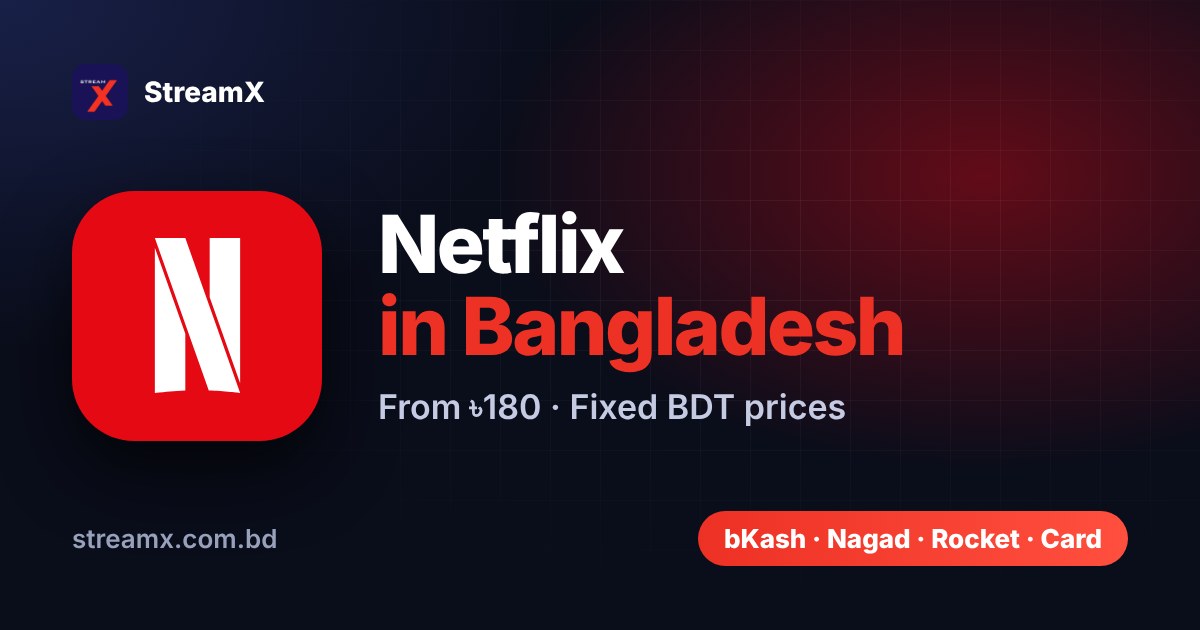 STREAM
X
StreamX
N
Netflix
in Bangladesh
From ৳180 · Fixed BDT prices
streamx.com.bd
bKash · Nagad · Rocket · Card